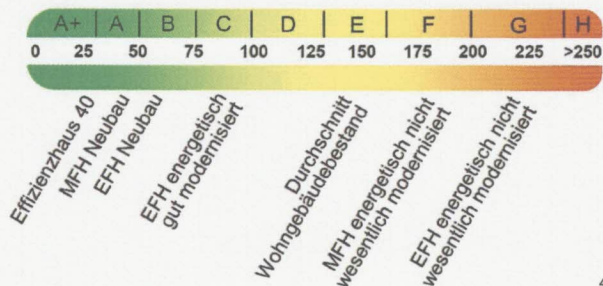 A+ A B C D E F G H
0 25 50 75 100 125 150 175 200 225 >250
Effizienzhaus 40
MFH Neubau
EFH Neubau
EFH energetisch
gut modernisiert
Durchschnitt
Wohngebäudebestand
MFH energetisch nicht
wesentlich modernisiert
EFH energetisch nicht
wesentlich modernisiert